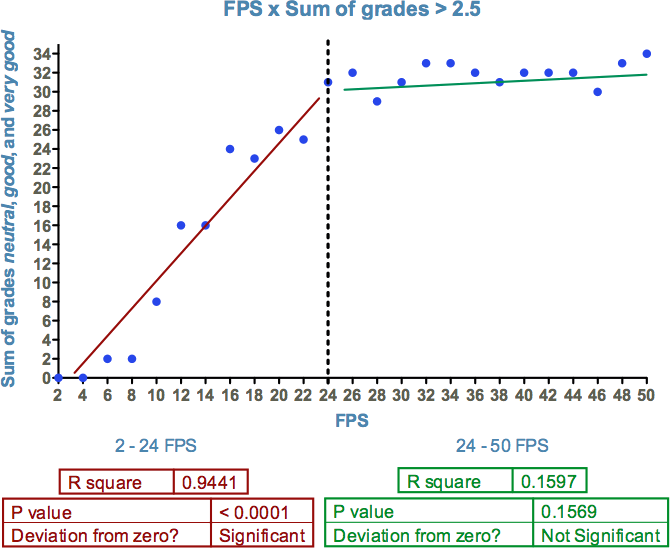 FPS x Sum of grades > 2.5
Sum of grades neutral, good, and very good
34
32
30
28
26
24
22
20
18
16
14
12
10
8
6
4
2
0
2 4 6 8 10 12 14 16 18 20 22 24 26 28 30 32 34 36 38 40 42 44 46 48 50
FPS
2 - 24 FPS
24 - 50 FPS
R square 0.9441
R square 0.1597
P value < 0.0001
Deviation from zero? Significant
P value 0.1569
Deviation from zero? Not Significant